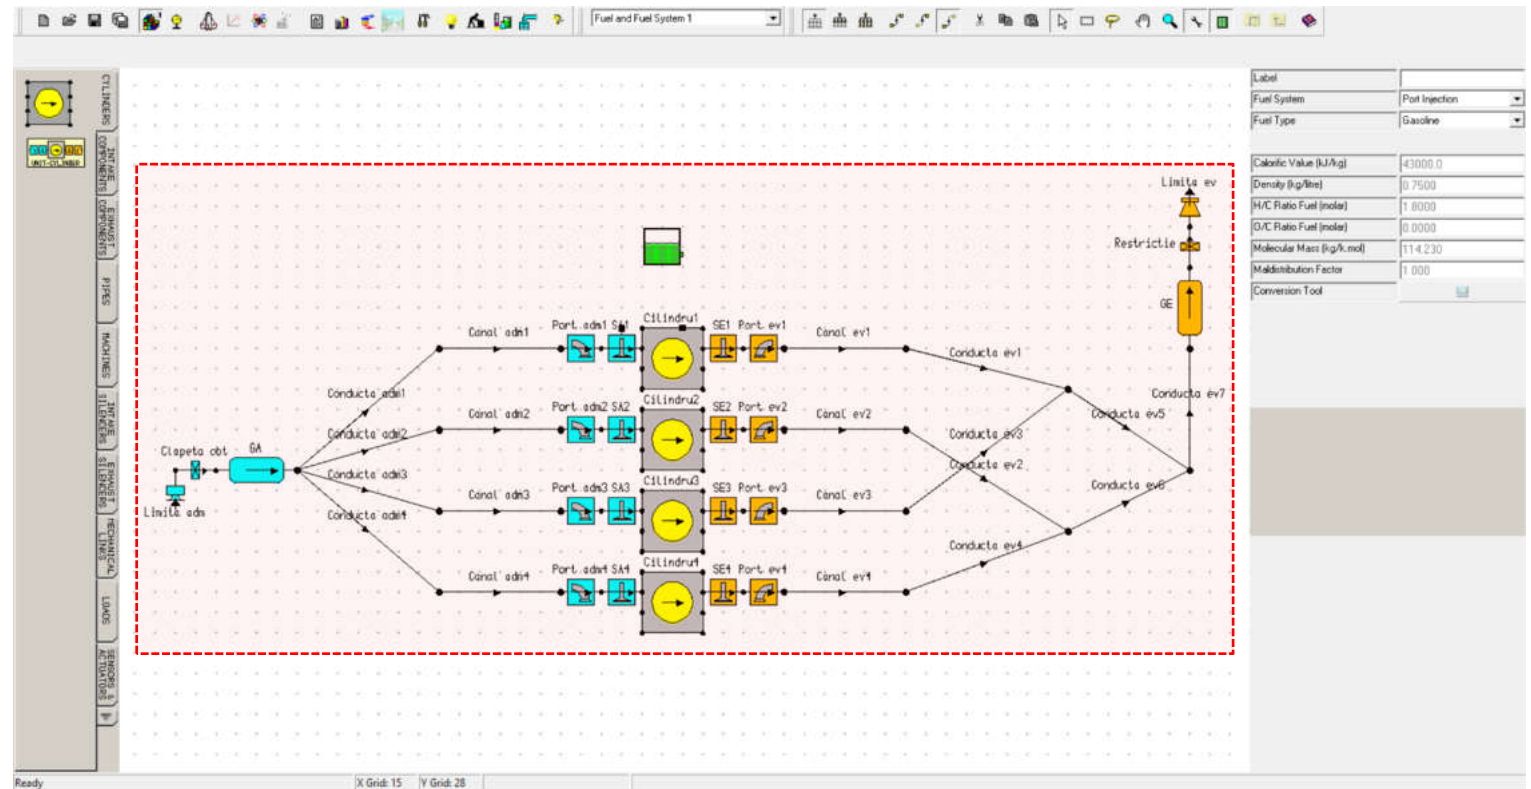 Fuel and Fuel System 1
CYLINDERS
UNIT-CYLINDER
INTAKE COMPONENTS
EXHAUST COMPONENTS
PIPES
MACHINES
INTAKE SILENCERS
EXHAUST SILENCERS
MECHANICAL LINKS
LOADS
SENSORS & ACTUATORS
Label
Fuel System
Port Injection
Fuel Type
Gasoline
Calorific Value (kJ/kg)
43000.0
Density (kg/litre)
0.7500
H/C Ratio Fuel (molar)
1.8000
O/C Ratio Fuel (molar)
0.0000
Molecular Mass (kg/k.mol)
114.230
Maldistribution Factor
1.000
Conversion Tool
Limita ev
Restrictie
GE
Cilindru1
Canal adm1
Port adm1 SA1
SE1 Port ev1
Canal ev1
Conducta ev1
Conducta adm1
Conducta ev7
Cilindru2
Canal adm2
Port adm2 SA2
SE2 Port ev2
Canal ev2
Conducta ev5
Conducta adm2
Conducta ev3
Clapeta obt
GA
Conducta ev2
Conducta adm3
Cilindru3
Conducta ev6
Canal adm3
Port adm3 SA3
SE3 Port ev3
Canal ev3
Limita adm
Conducta adm4
Conducta ev4
Cilindru4
Canal adm4
Port adm4 SA4
SE4 Port ev4
Canal ev4
Ready
X Grid: 15
Y Grid: 28